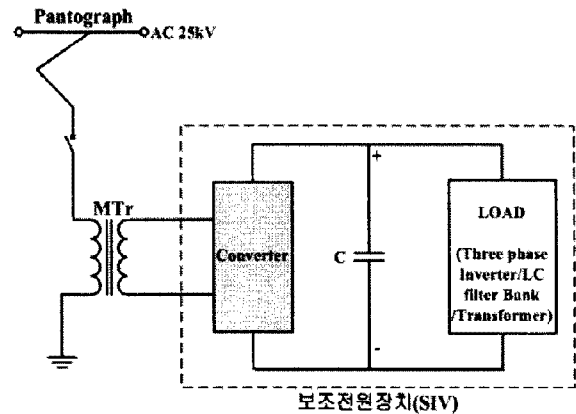 Pantograph
AC 25kV
MTr
Converter
+
C
-
LOAD
(Three phase
Inverter/LC
filter Bank
/Transformer)
보조전원장치(SIV)